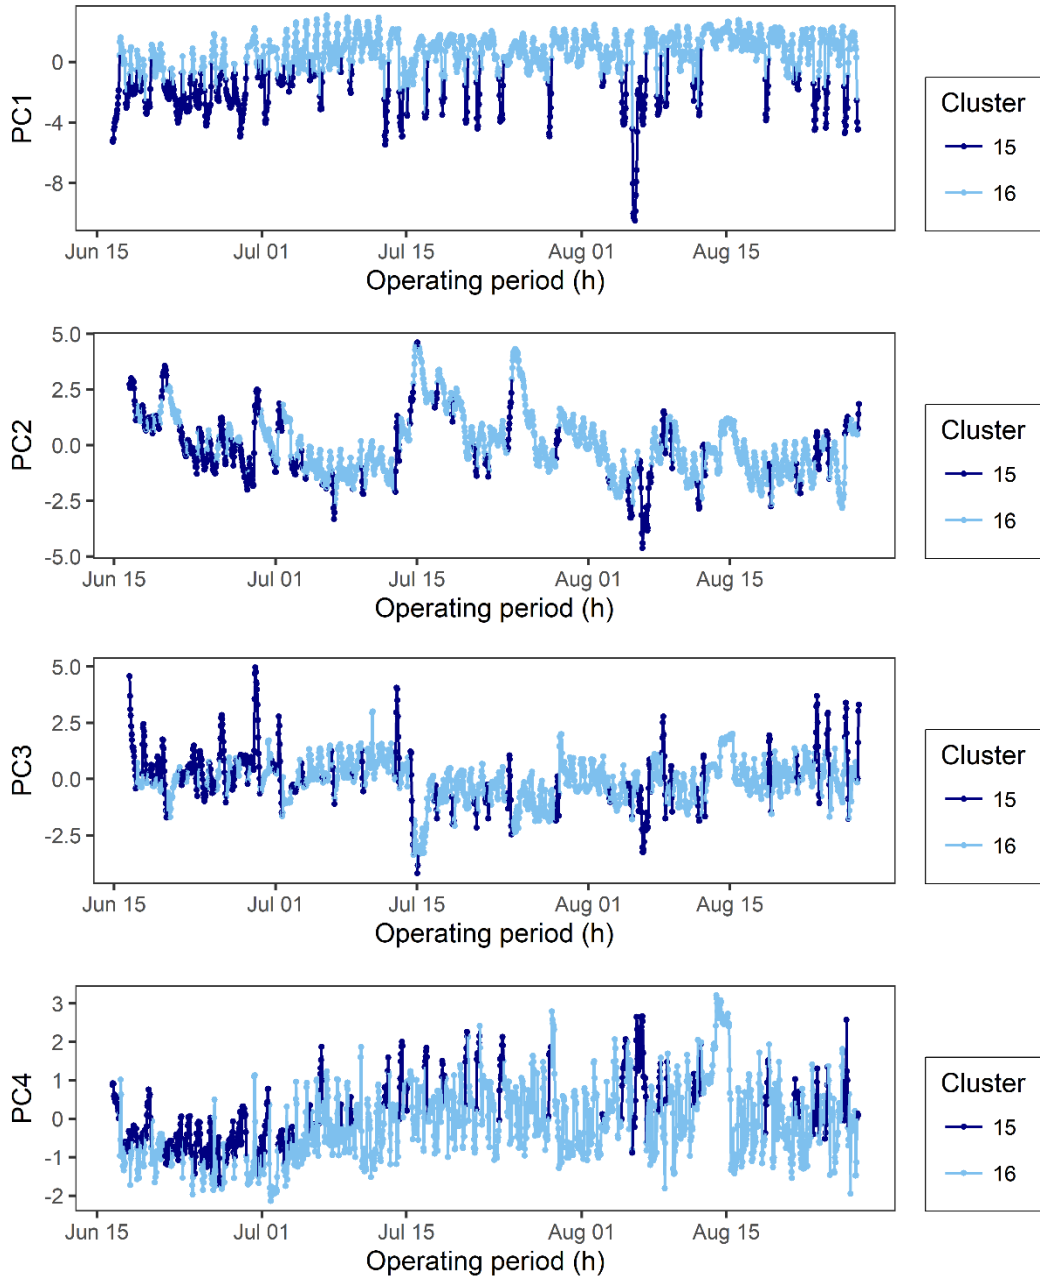 PC1
0
-4
-8
Jun 15 Jul 01 Jul 15 Aug 01 Aug 15
Operating period (h)
Cluster
15
16
PC2
5.0
2.5
0.0
-2.5
-5.0
Jun 15 Jul 01 Jul 15 Aug 01 Aug 15
Operating period (h)
Cluster
15
16
PC3
5.0
2.5
0.0
-2.5
Jun 15 Jul 01 Jul 15 Aug 01 Aug 15
Operating period (h)
Cluster
15
16
PC4
3
2
1
0
-1
-2
Jun 15 Jul 01 Jul 15 Aug 01 Aug 15
Operating period (h)
Cluster
15
16